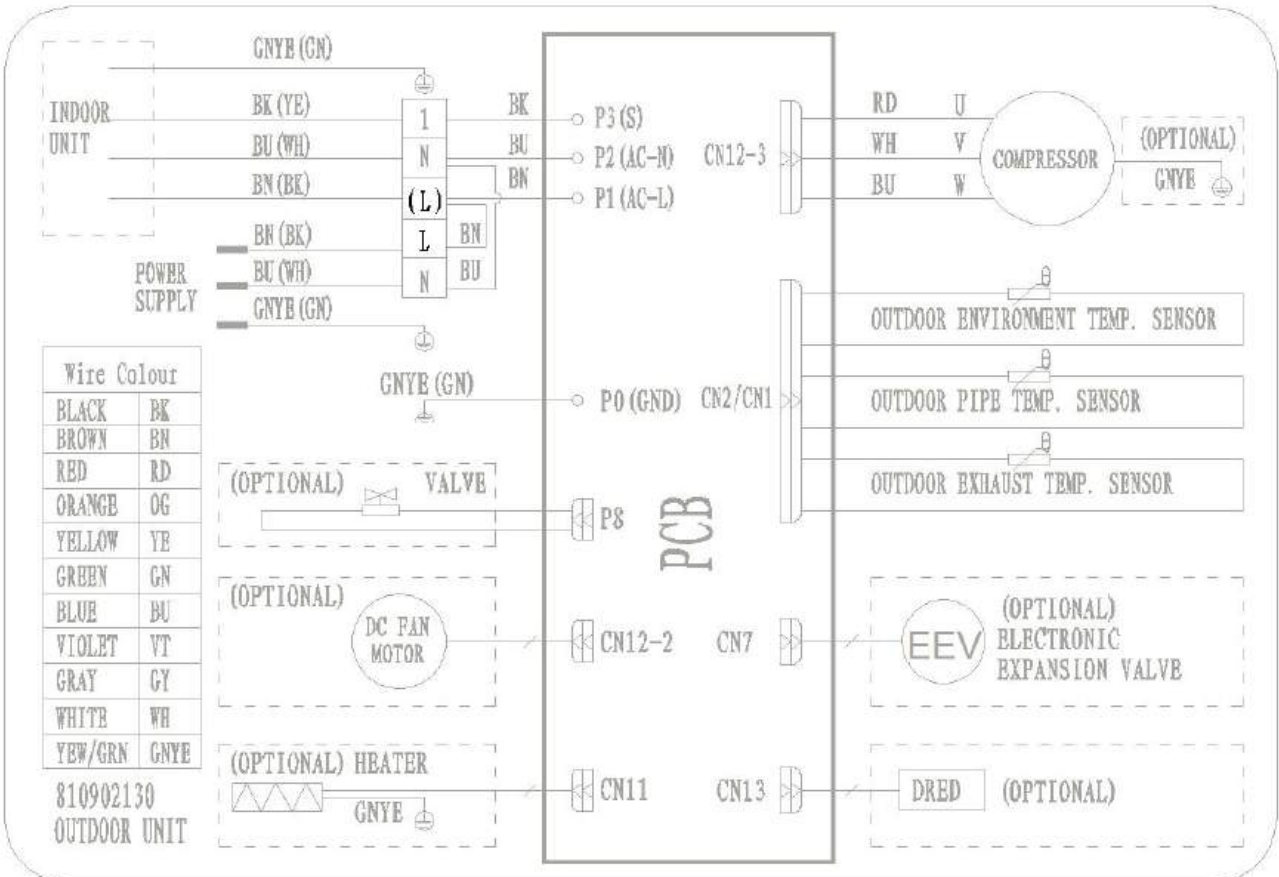 GNYE(GN)
INDOOR
UNIT
BK(YE)
BU(WH)
BN(BK)
1
N
(L)
L
N
BK
BU
BN
BN
BU
POWER
SUPPLY
BN(BK)
BU(WH)
GNYE(GN)
GNYE(GN)
P3(S)
P2(AC-N)
P1(AC-L)
P0(GND)
CN12-3
CN2/CN1
PCB
P8
CN12-2
CN7
CN11
CN13
RD U
WH V
BU W
COMPRESSOR
(OPTIONAL)
GNYE
OUTDOOR ENVIRONMENT TEMP. SENSOR
OUTDOOR PIPE TEMP. SENSOR
OUTDOOR EXHAUST TEMP. SENSOR
Wire Colour
BLACK BK
BROWN BN
RED RD
ORANGE OG
YELLOW YE
GREEN GN
BLUE BU
VIOLET VT
GRAY GY
WHITE WH
YEW/GRN GNYE
810902130
OUTDOOR UNIT
(OPTIONAL) VALVE
(OPTIONAL)
DC FAN
MOTOR
(OPTIONAL) HEATER
GNYE
EEV
(OPTIONAL)
ELECTRONIC
EXPANSION VALVE
DRED (OPTIONAL)